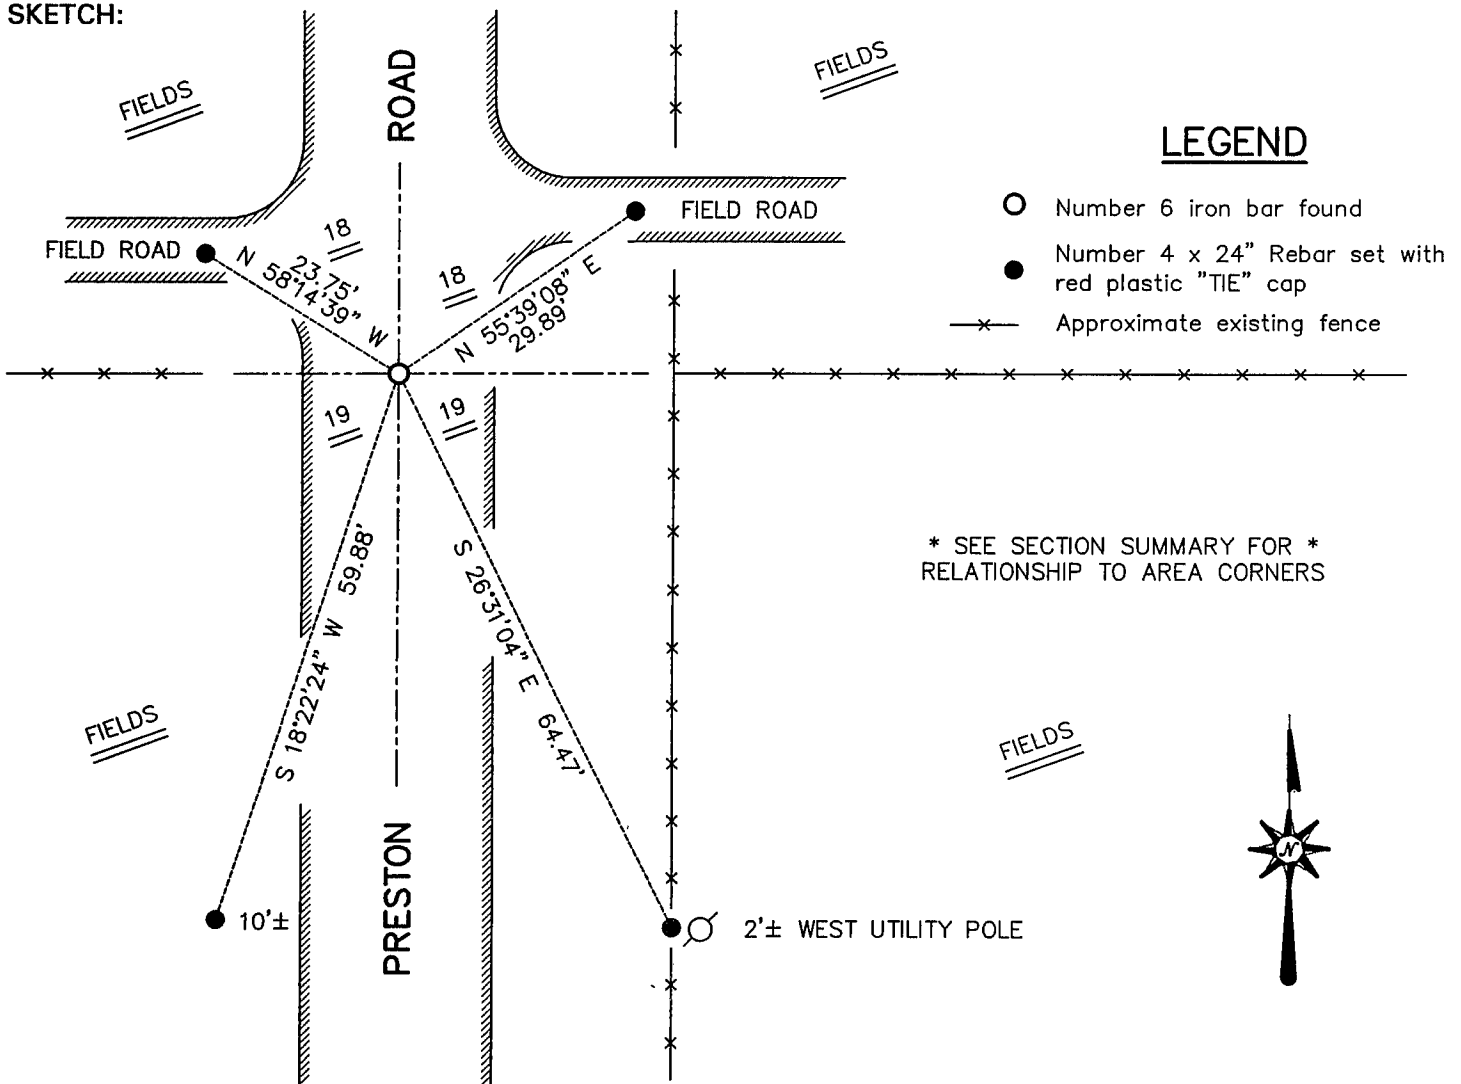 SKETCH:
FIELDS
ROAD
FIELDS
LEGEND
Number 6 iron bar found
Number 4 x 24" Rebar set with
red plastic "TIE" cap
Approximate existing fence
FIELD ROAD
FIELD ROAD
18
18
23.75'
N 58°14'39" W
N 55°39'08" E
29.89'
19
19
S 18°22'24" W 59.88'
S 26°31'04" E 64.47'
* SEE SECTION SUMMARY FOR *
RELATIONSHIP TO AREA CORNERS
FIELDS
FIELDS
PRESTON
N
10'±
2'± WEST UTILITY POLE